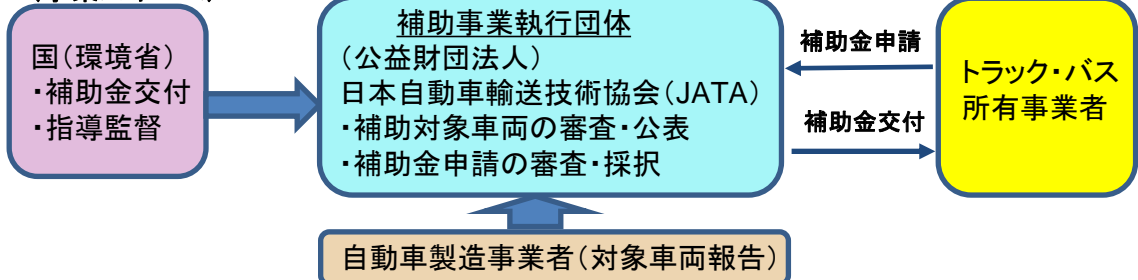 国(環境省)
・補助金交付
・指導監督
補助事業執行団体
(公益財団法人)
日本自動車輸送技術協会(JATA)
・補助対象車両の審査・公表
・補助金申請の審査・採択
補助金申請
補助金交付
トラック・バス
所有事業者
自動車製造事業者(対象車両報告)